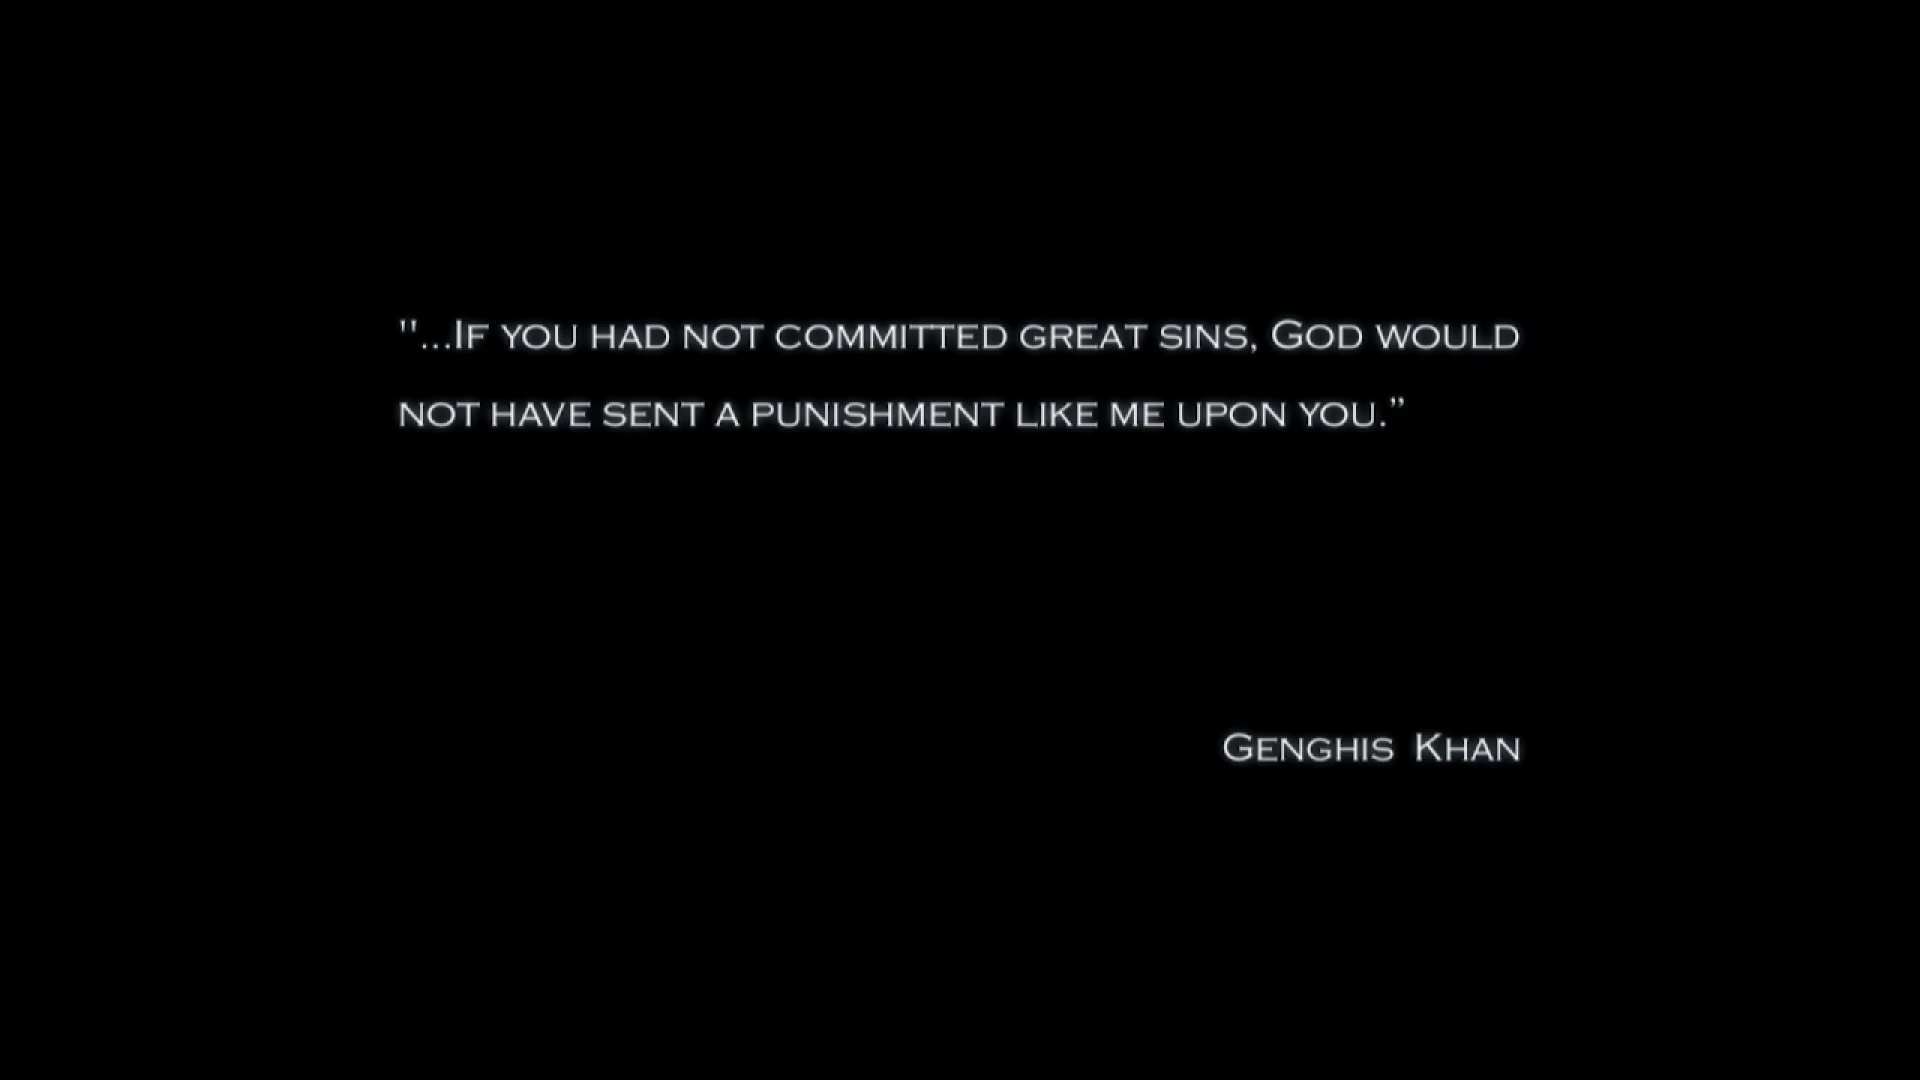 "...If you had not committed great sins, God would
not have sent a punishment like me upon you.”
Genghis Khan